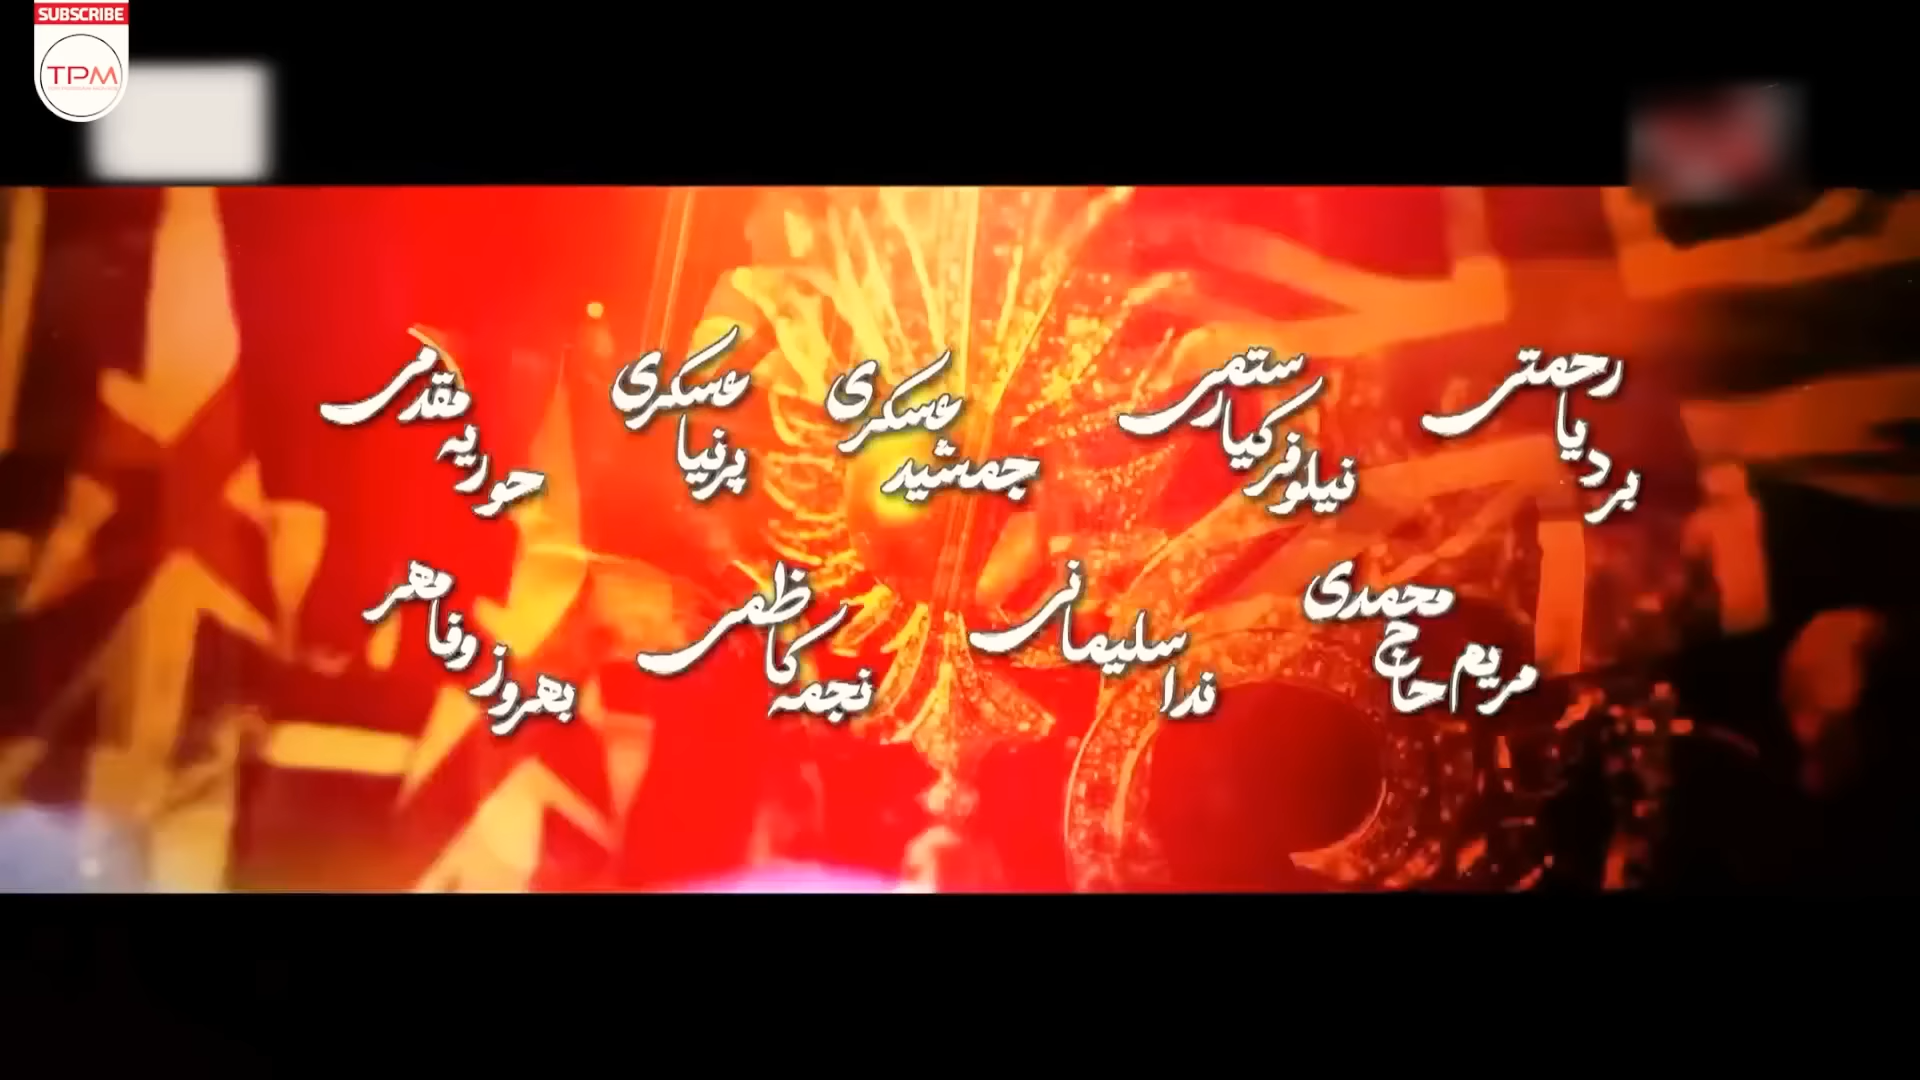 SUBSCRIBE
TPM
بردیا رحمتی
نیلوفر کیارستمی
جمشید عسکری
پرنیا عسکری
حوریه مقدمی
مریم حاج محمدی
ندا سلیمانی
نجمه کاظمی
بهروز وفامهر